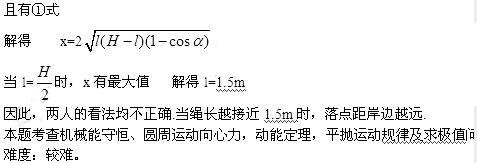 且有①式
解得 x=2√l(H-l)(1-cosα)
当 l=H/2时，x 有最大值 解得 l=1.5m
因此，两人的看法均不正确.当绳长越接近 1.5m 时，落点距岸边越远.
本题考查机械能守恒、圆周运动向心力，动能定理，平抛运动规律及求极值问
难度：较难。